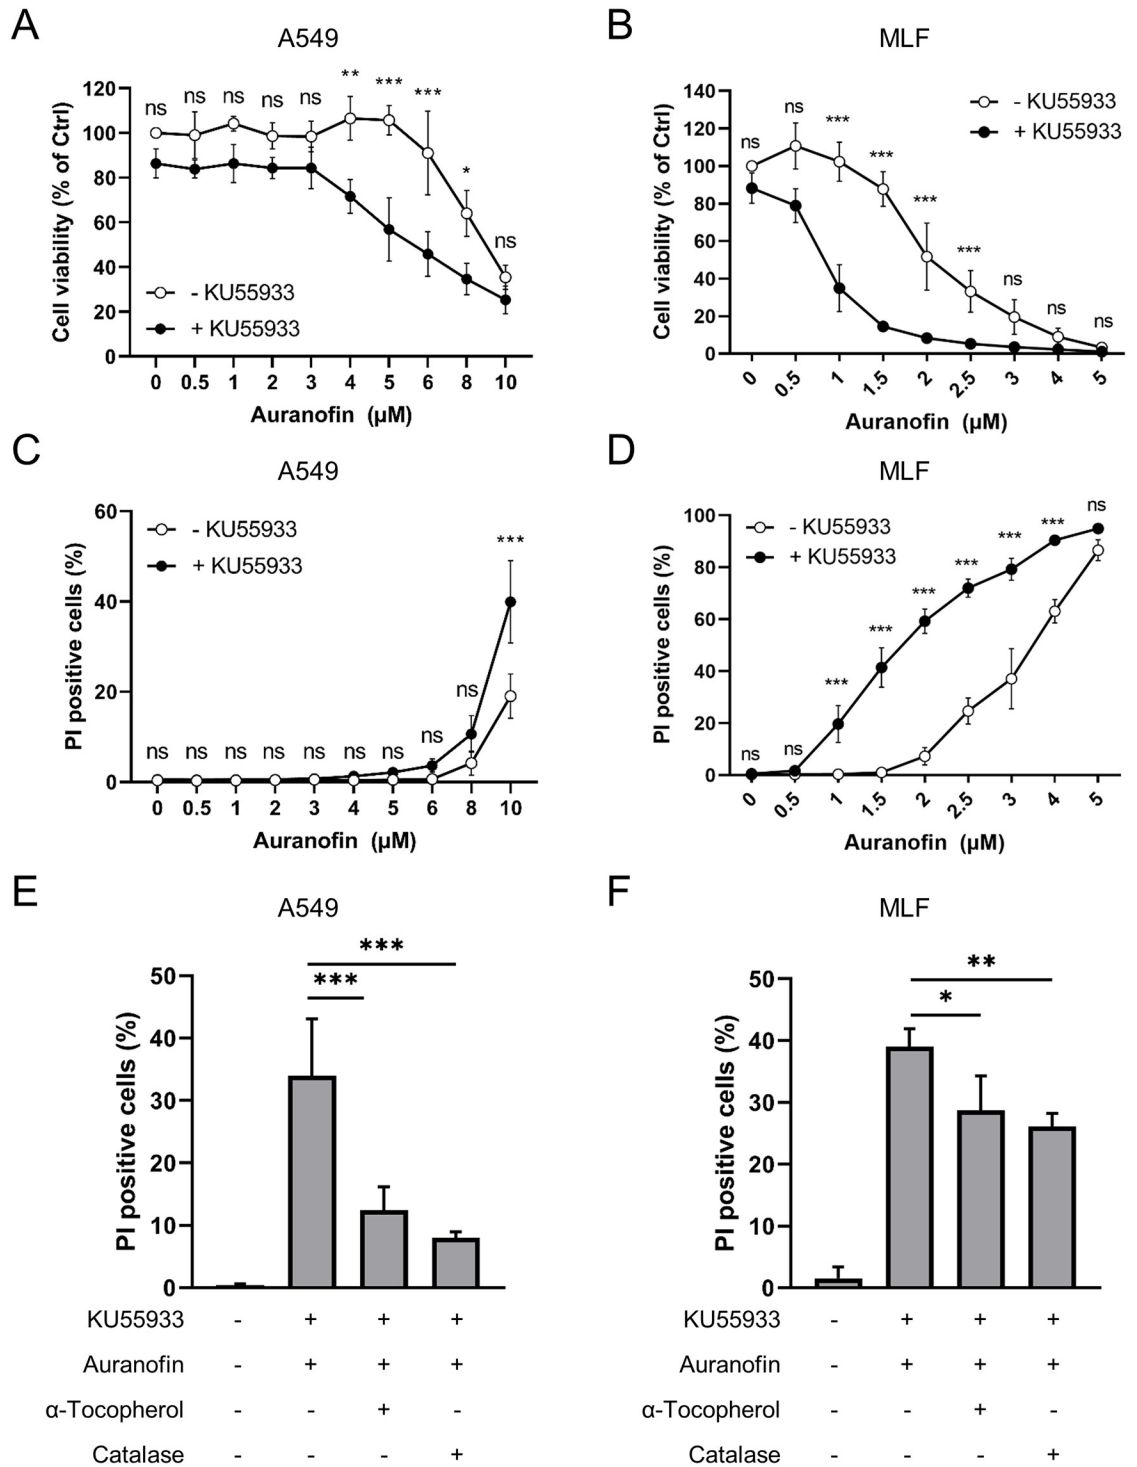 A
A549
120
100
80
60
40
20
0
Cell viability (% of Ctrl)
ns ns ns ns ns ** *** *** * ns
- KU55933
+ KU55933
0 0.5 1 2 3 4 5 6 8 10
Auranofin (µM)
B
MLF
140
120
100
80
60
40
20
0
Cell viability (% of Ctrl)
ns ns *** *** *** *** ns ns ns
- KU55933
+ KU55933
0 0.5 1 1.5 2 2.5 3 4 5
Auranofin (µM)
C
A549
60
40
20
0
PI positive cells (%)
- KU55933
+ KU55933
ns ns ns ns ns ns ns ns ns ***
0 0.5 1 2 3 4 5 6 8 10
Auranofin (µM)
D
MLF
100
80
60
40
20
0
PI positive cells (%)
- KU55933
+ KU55933
ns ns *** *** *** *** *** *** ns
0 0.5 1 1.5 2 2.5 3 4 5
Auranofin (µM)
E
A549
***
***
50
40
30
20
10
0
PI positive cells (%)
KU55933 - + + +
Auranofin - + + +
α-Tocopherol - - + -
Catalase - - - +
F
MLF
**
*
50
40
30
20
10
0
PI positive cells (%)
KU55933 - + + +
Auranofin - + + +
α-Tocopherol - - + -
Catalase - - - +